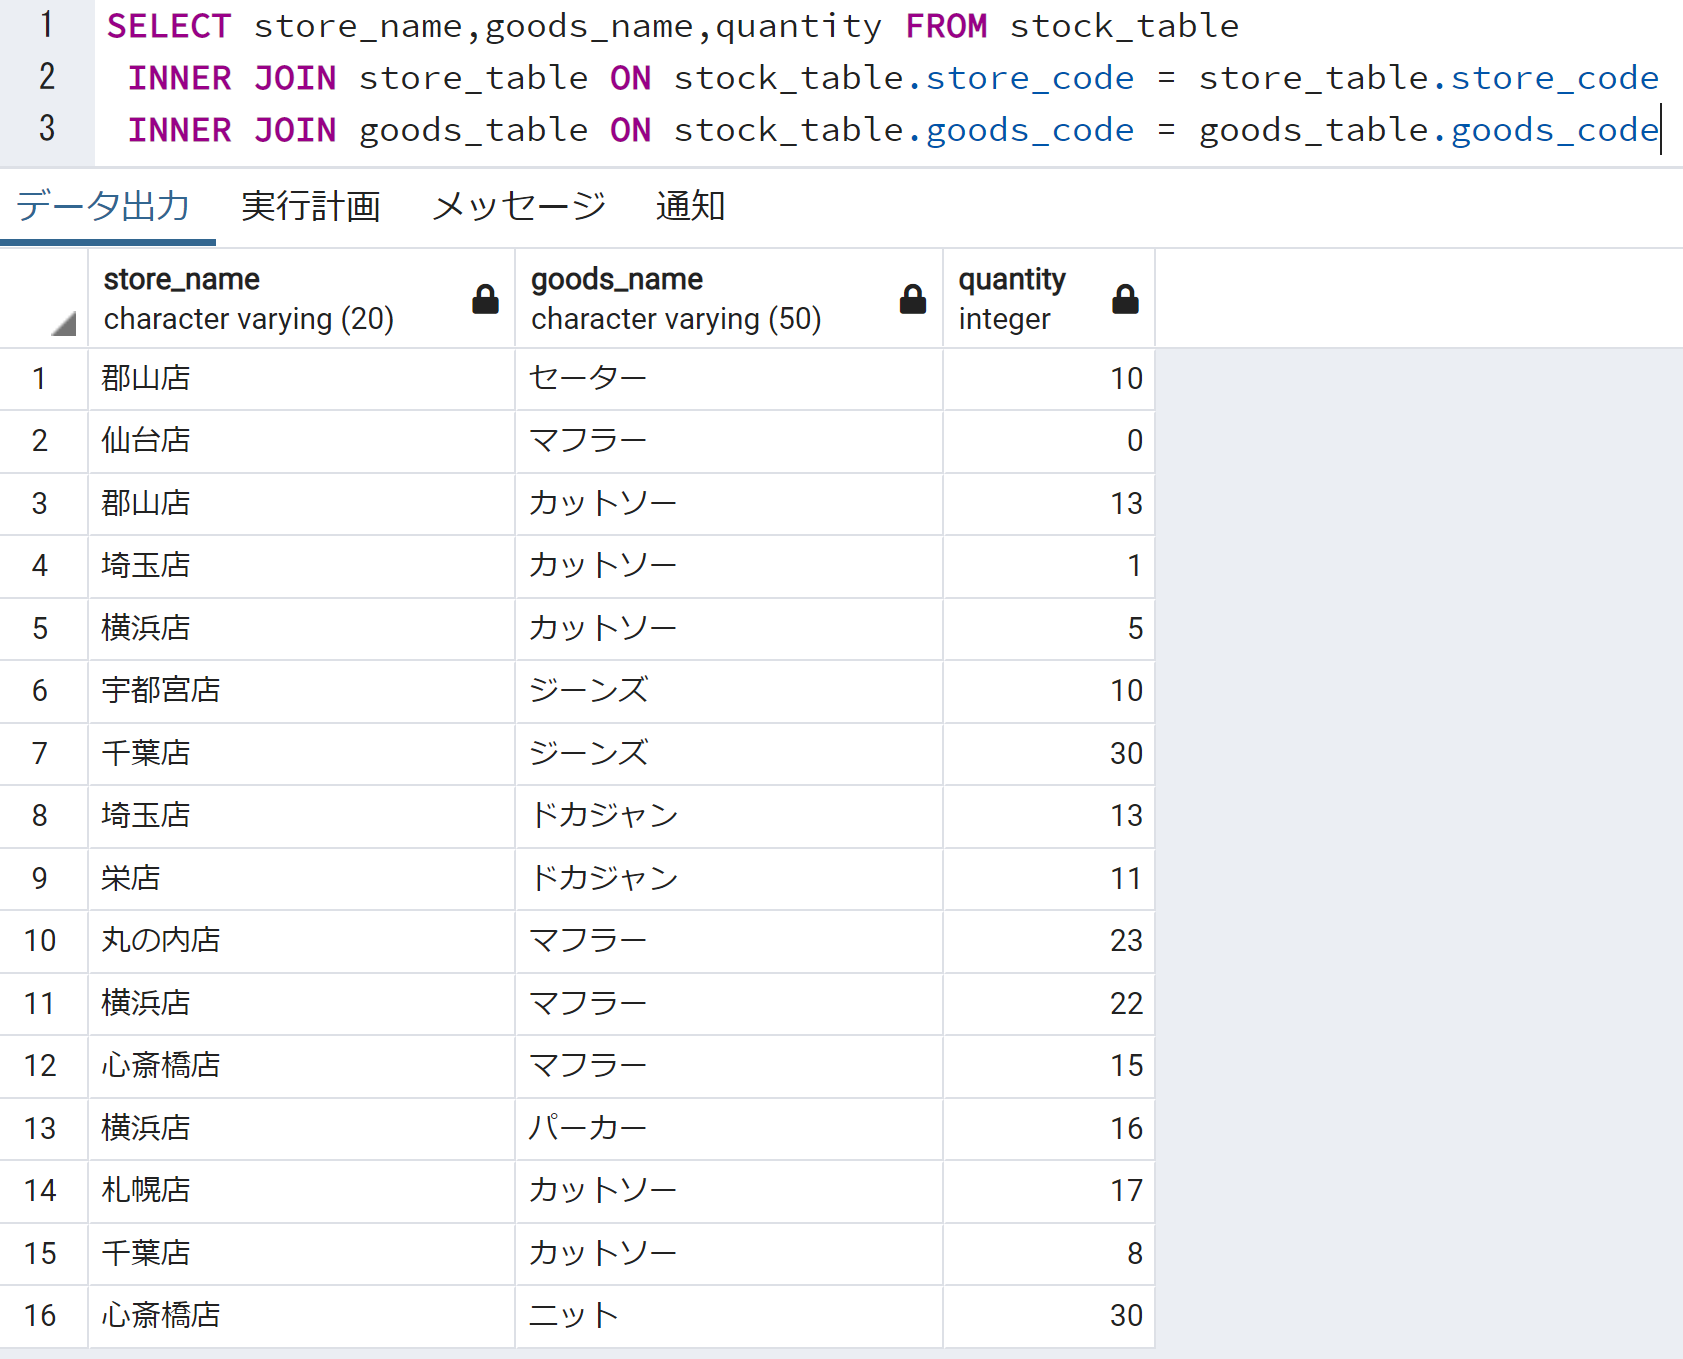 1 SELECT store_name,goods_name,quantity FROM stock_table
2 INNER JOIN store_table ON stock_table.store_code = store_table.store_code
3 INNER JOIN goods_table ON stock_table.goods_code = goods_table.goods_code
データ出力 実行計画 メッセージ 通知
store_name goods_name quantity
character varying (20) character varying (50) integer
1 郡山店 セーター 10
2 仙台店 マフラー 0
3 郡山店 カットソー 13
4 埼玉店 カットソー 1
5 横浜店 カットソー 5
6 宇都宮店 ジーンズ 10
7 千葉店 ジーンズ 30
8 埼玉店 ドカジャン 13
9 栄店 ドカジャン 11
10 丸の内店 マフラー 23
11 横浜店 マフラー 22
12 心斎橋店 マフラー 15
13 横浜店 パーカー 16
14 札幌店 カットソー 17
15 千葉店 カットソー 8
16 心斎橋店 ニット 30